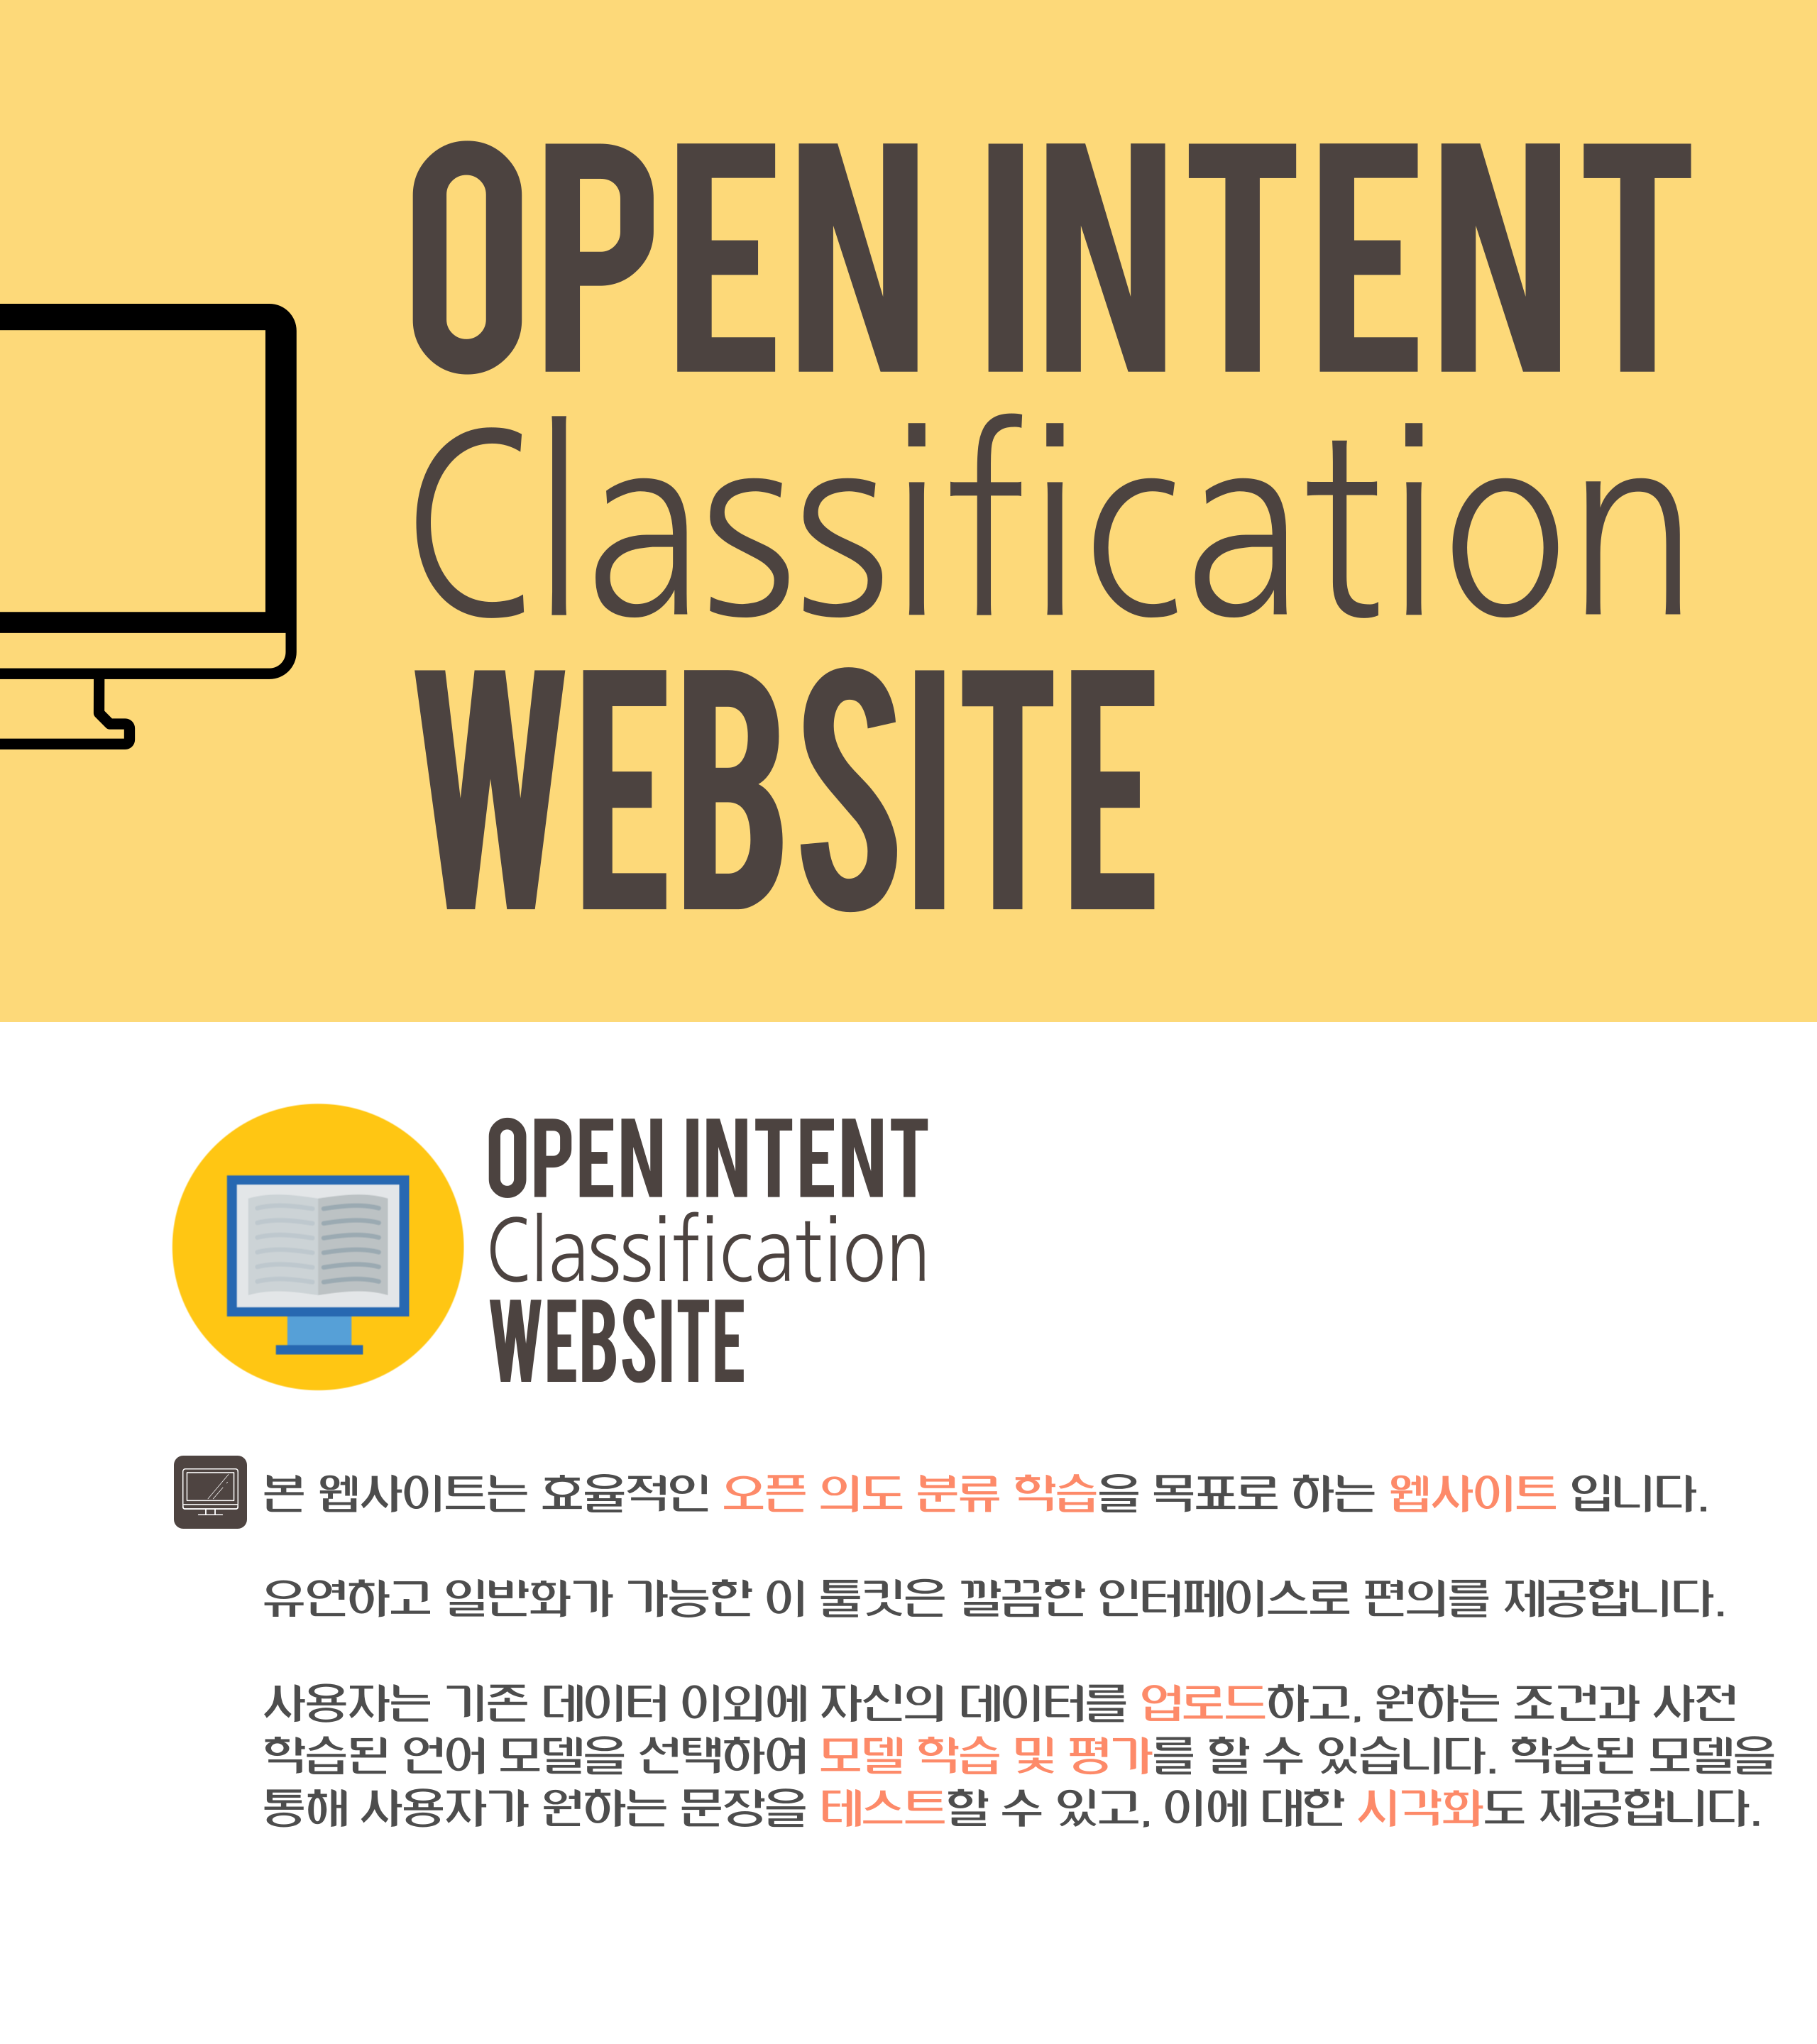 OPEN INTENT
Classification
WEBSITE
OPEN INTENT
Classification
WEBSITE
본 웹사이트는 효율적인 오픈 의도 분류 학습을 목표로 하는 웹사이트 입니다.
유연하고 일반화가 가능한 이 툴킷은 깔끔한 인터페이스로 편의를 제공합니다.
사용자는 기존 데이터 이외에 자신의 데이터를 업로드하고, 원하는 조건과 사전
학습된 언어 모델을 선택하여 모델 학습 및 평가를 할 수 있습니다. 학습된 모델을
통해 사용자가 원하는 문장을 테스트할 수 있고, 이에 대한 시각화도 제공합니다.